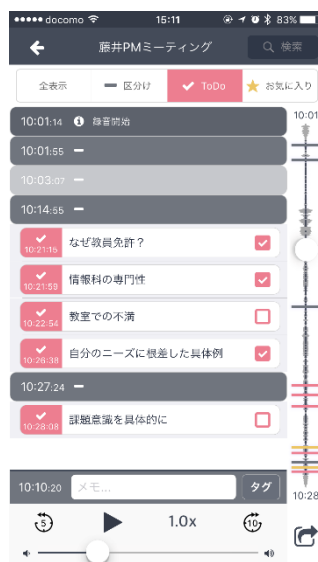 docomo 15:11 83%
藤井PMミーティング 検索
全表示 区分け ToDo お気に入り
10:01:14 録音開始 10:01
10:01:55
10:03:07
10:14:55
10:21:15 なぜ教員免許?
10:21:59 情報科の専門性
10:22:54 教室での不満
10:26:38 自分のニーズに根差した具体例
10:27:24
10:28:08 課題意識を具体的に
10:10:20 メモ... タグ 10:28
5 1.0x 10